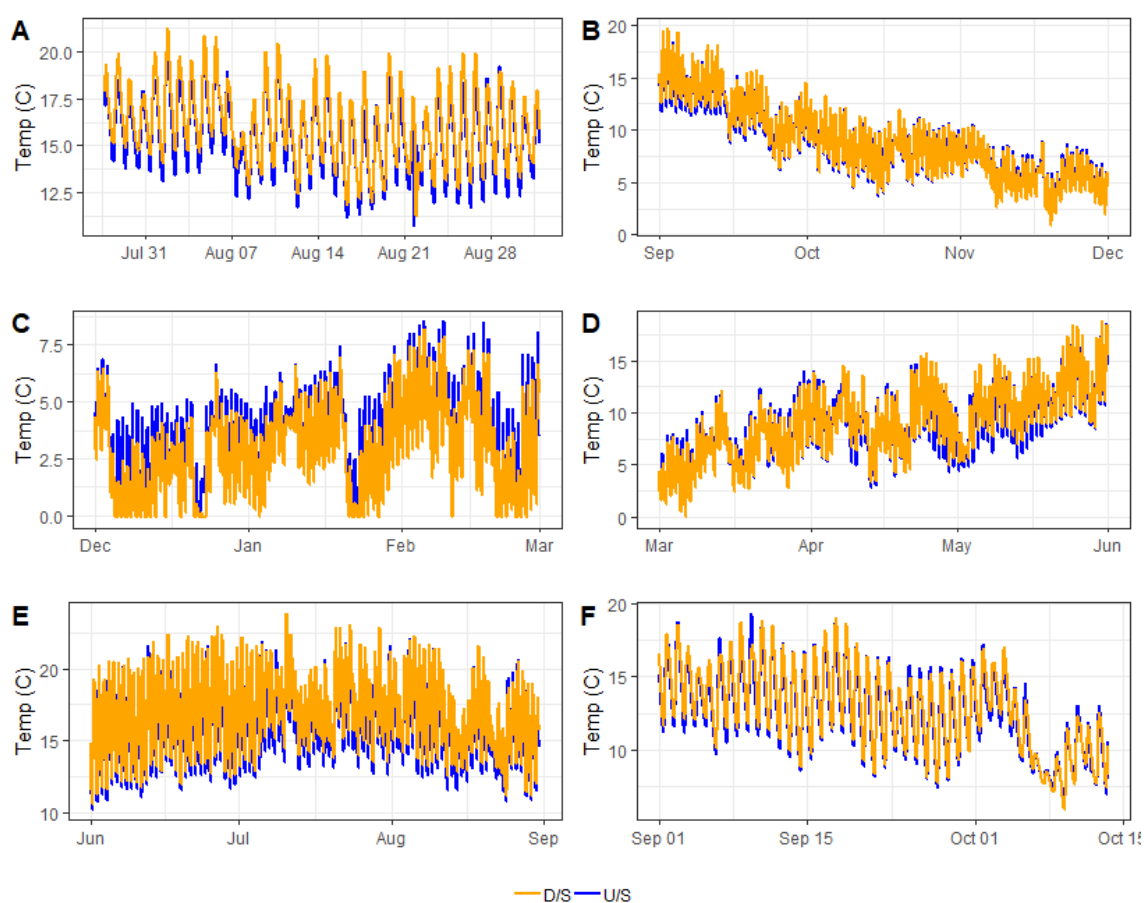 A
Temp (C)
20.0
17.5
15.0
12.5
Jul 31 Aug 07 Aug 14 Aug 21 Aug 28
B
Temp (C)
20
15
10
5
0
Sep Oct Nov Dec
C
Temp (C)
7.5
5.0
2.5
0.0
Dec Jan Feb Mar
D
Temp (C)
15
10
5
0
Mar Apr May Jun
E
Temp (C)
20
15
10
Jun Jul Aug Sep
F
Temp (C)
20
15
10
Sep 01 Sep 15 Oct 01 Oct 15
D/S U/S